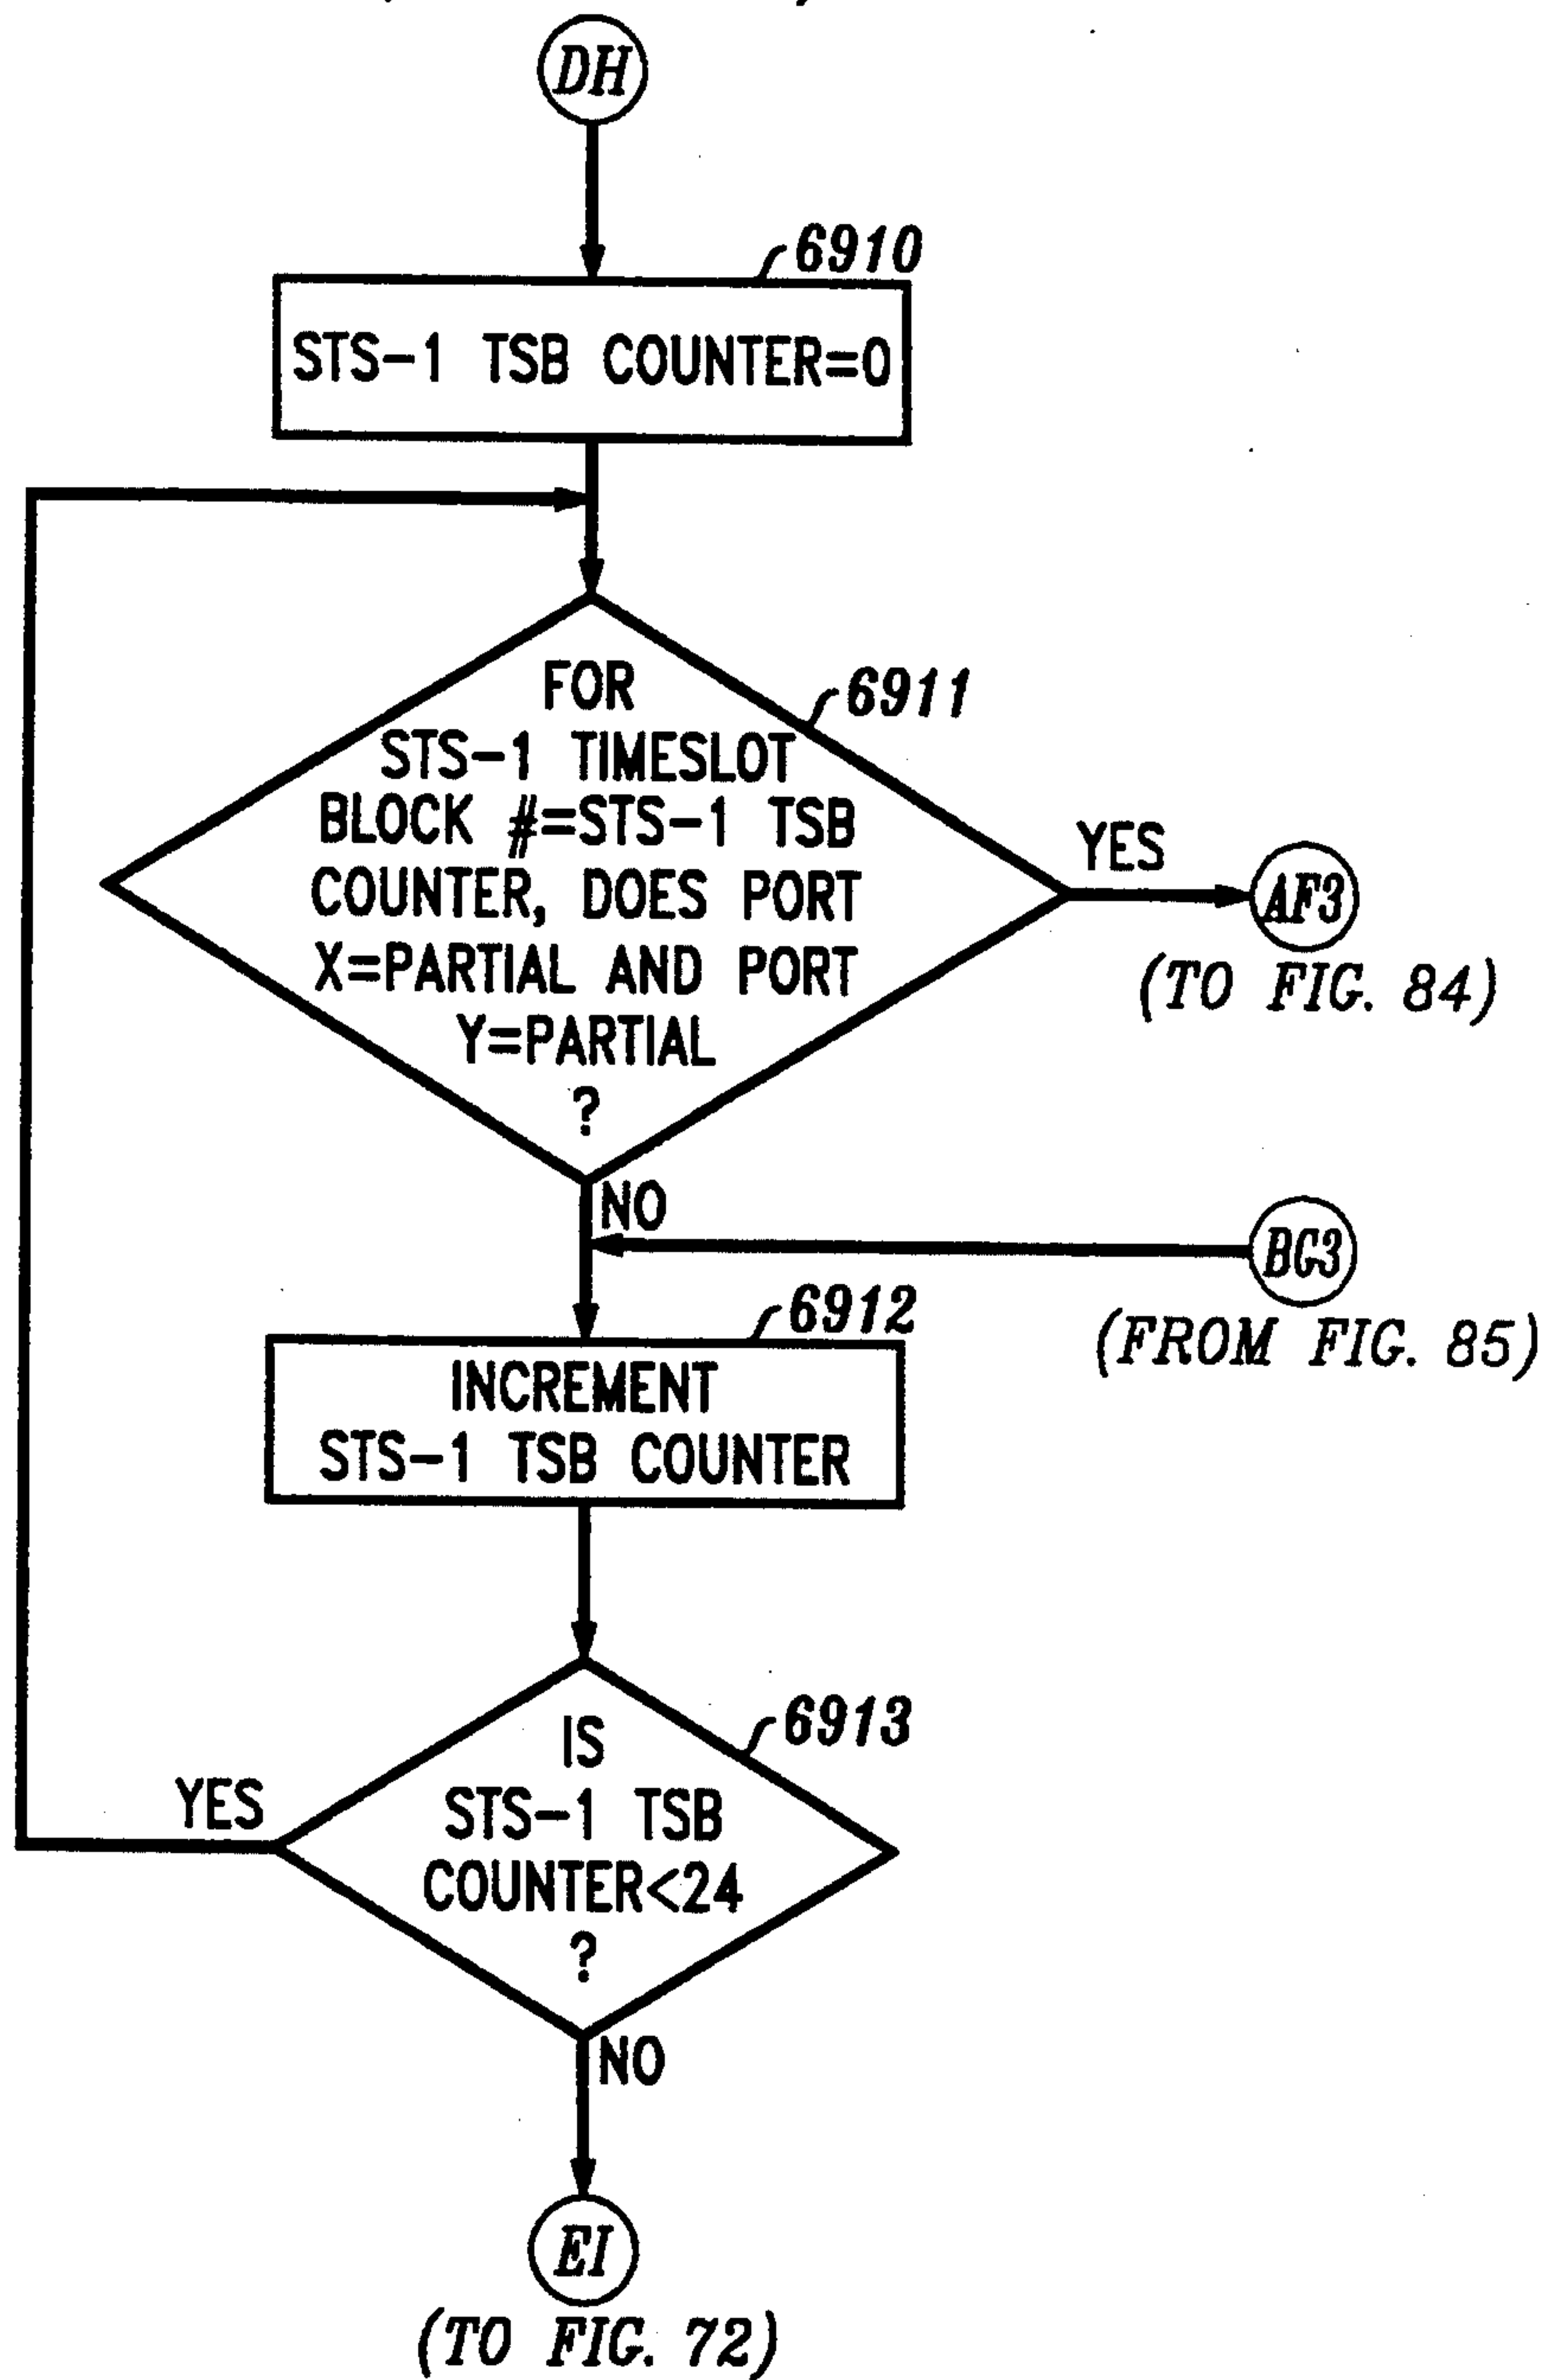 DH
6910
STS-1 TSB COUNTER=0
FOR
6911
STS-1 TIMESLOT
BLOCK #=STS-1 TSB
COUNTER, DOES PORT
X=PARTIAL AND PORT
Y=PARTIAL
?
YES
AF3
(TO FIG. 84)
NO
BG3
(FROM FIG. 85)
6912
INCREMENT
STS-1 TSB COUNTER
6913
IS
STS-1 TSB
COUNTER<24
?
YES
NO
EI
(TO FIG. 72)